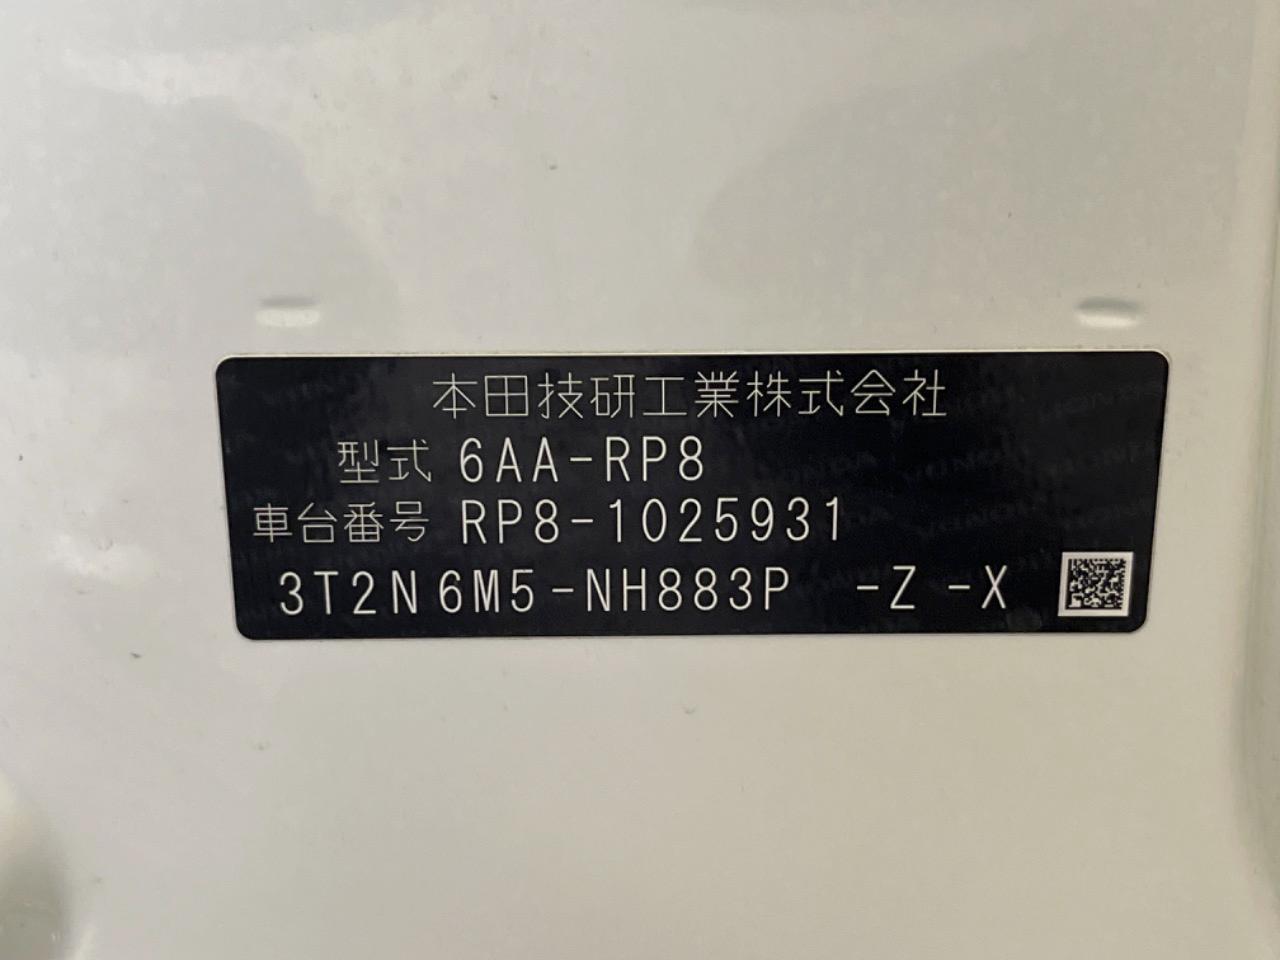 本田技研工業株式会社
型式 6AA-RP8
車台番号 RP8-1025931
3T2N6M5-NH883P -Z -X